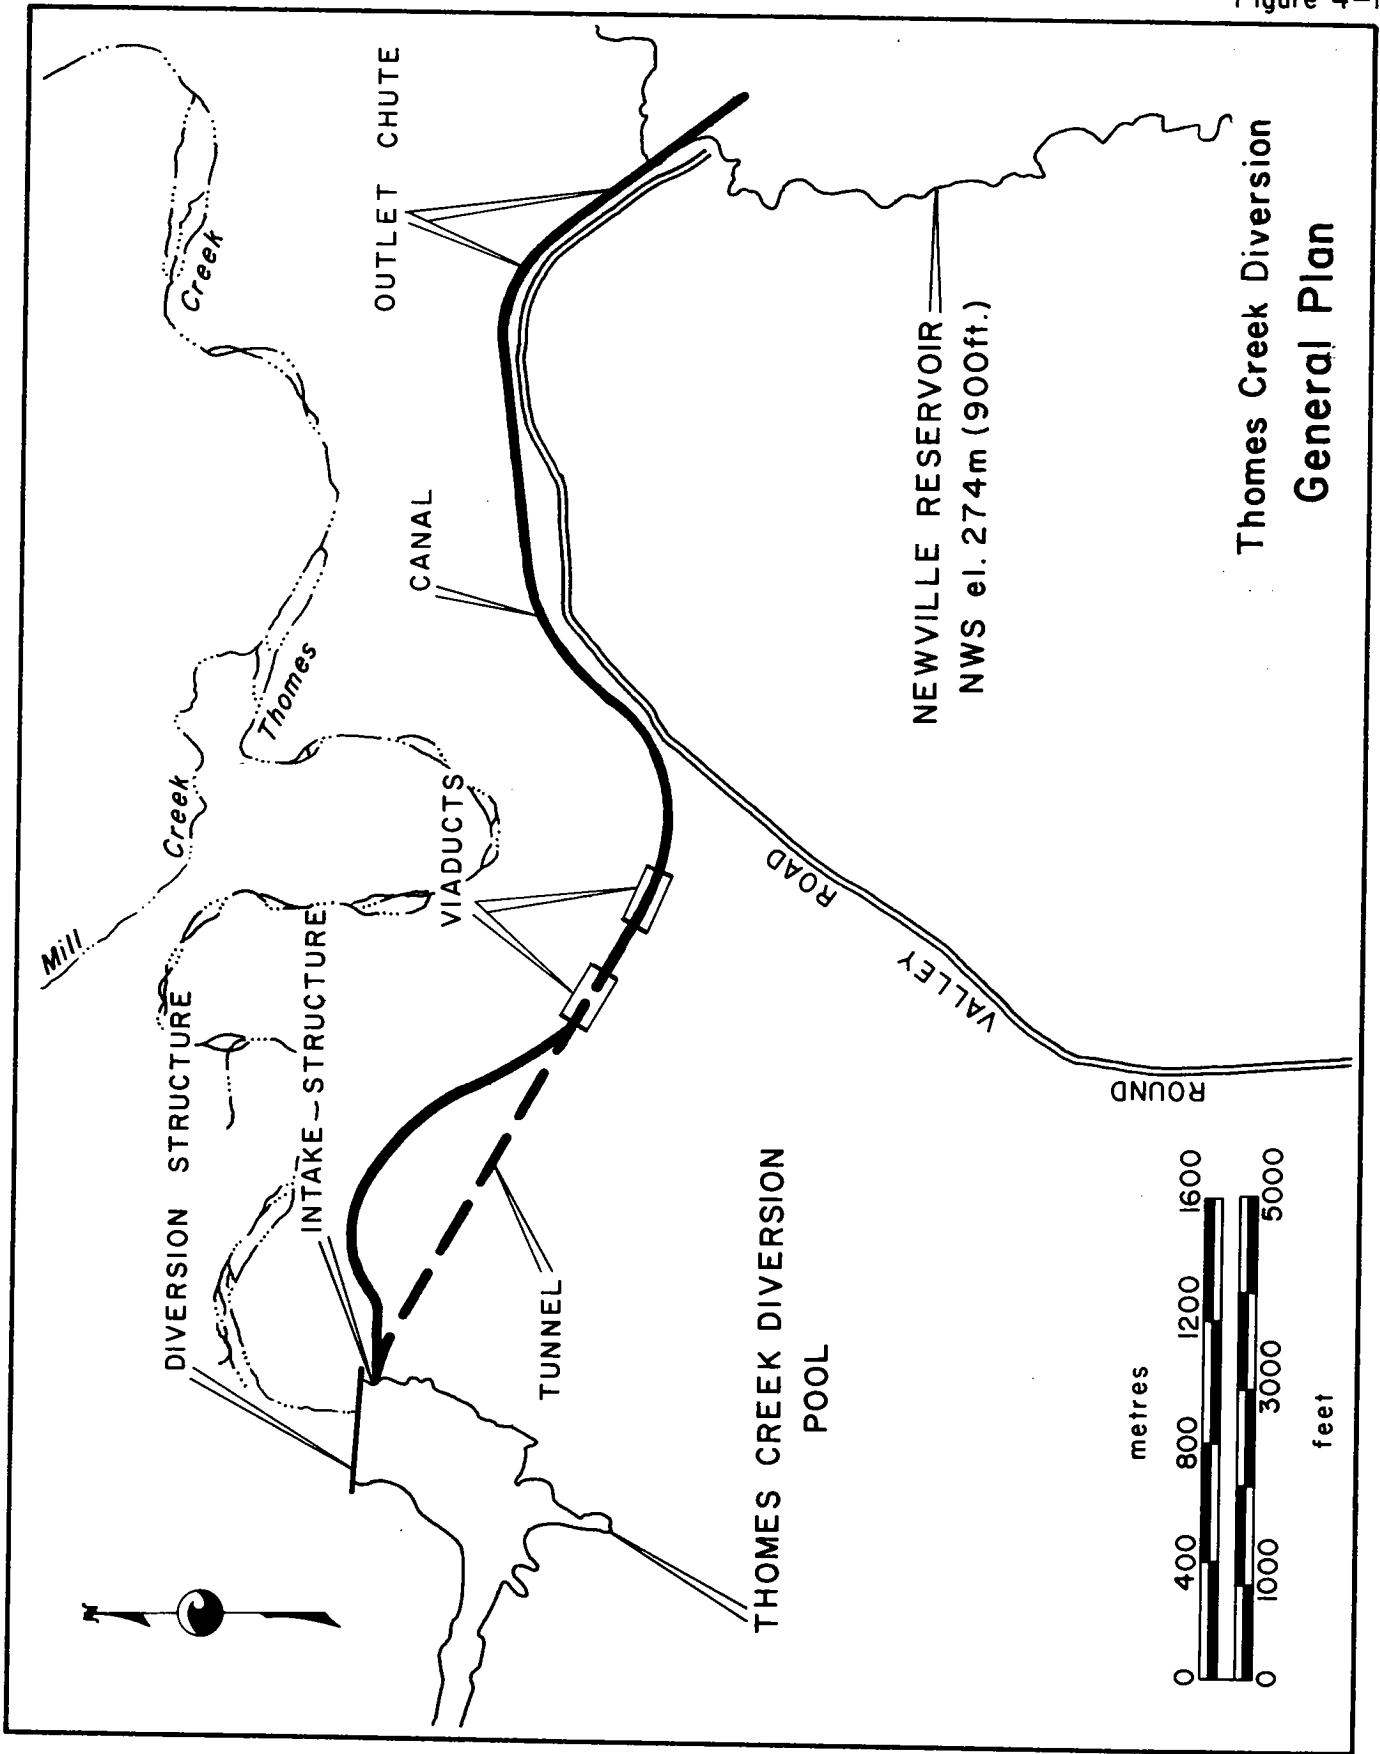 Figure 4-1
N
Mill
Creek
Thomes
Creek
DIVERSION STRUCTURE
INTAKE-STRUCTURE
VIADUCTS
CANAL
OUTLET CHUTE
TUNNEL
THOMES CREEK DIVERSION
POOL
ROUND
VALLEY
ROAD
NEWVILLE RESERVOIR
NWS el. 274m (900ft.)
metres
0 400 800 1200 1600
0 1000 3000 5000
feet
Thomes Creek Diversion
General Plan